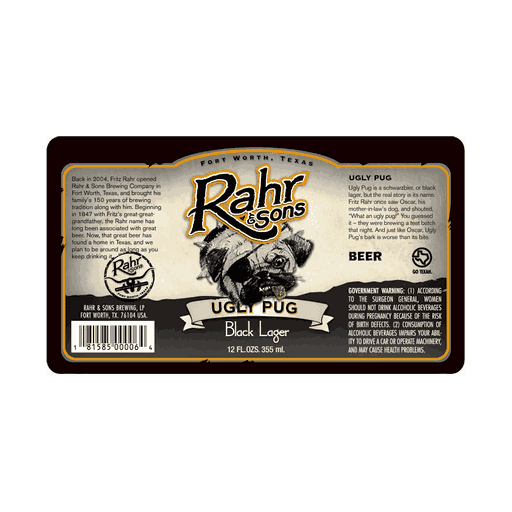 FORT WORTH, TEXAS
Rahr
& Sons
UGLY PUG
Black Lager
12 FL.OZS. 355 ml.
Back in 2004, Fritz Rahr opened
Rahr & Sons Brewing Company in
Fort Worth, Texas, and brought his
family's 150 years of brewing
tradition along with him. Beginning
in 1847 with Fritz's great-great-
grandfather, the Rahr name has
long been associated with great
beer. Now, that great beer has
found a home in Texas, and we
plan to be around as long as you
keep drinking it.
Rahr
& Sons
RAHR & SONS BREWING, LP
FORT WORTH, TX. 76104 USA.
1 81585 00006 4
UGLY PUG
Ugly Pug is a schwarzbier, or black
lager, but the real story is its name.
Fritz Rahr once saw Oscar, his
mother-in-law's dog, and shouted,
"What an ugly pug!" You guessed
it – they were brewing a test batch
that night. And just like Oscar, Ugly
Pug's bark is worse than its bite.
BEER
GO TEXAN.
GOVERNMENT WARNING: (1) ACCORDING
TO THE SURGEON GENERAL, WOMEN
SHOULD NOT DRINK ALCOHOLIC BEVERAGES
DURING PREGNANCY BECAUSE OF THE RISK
OF BIRTH DEFECTS. (2) CONSUMPTION OF
ALCOHOLIC BEVERAGES IMPAIRS YOUR ABIL-
ITY TO DRIVE A CAR OR OPERATE MACHINERY,
AND MAY CAUSE HEALTH PROBLEMS.